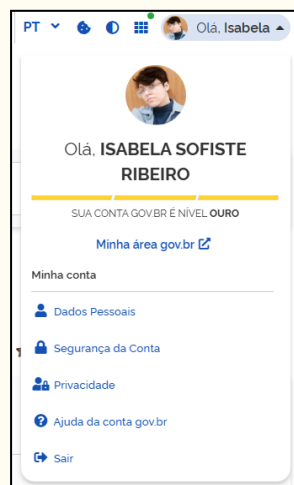 PT Olá, Isabela
Olá, ISABELA SOFISTE
RIBEIRO
SUA CONTA GOV.BR É NÍVEL OURO
Minha área gov.br
Minha conta
Dados Pessoais
Segurança da Conta
Privacidade
Ajuda da conta gov.br
Sair